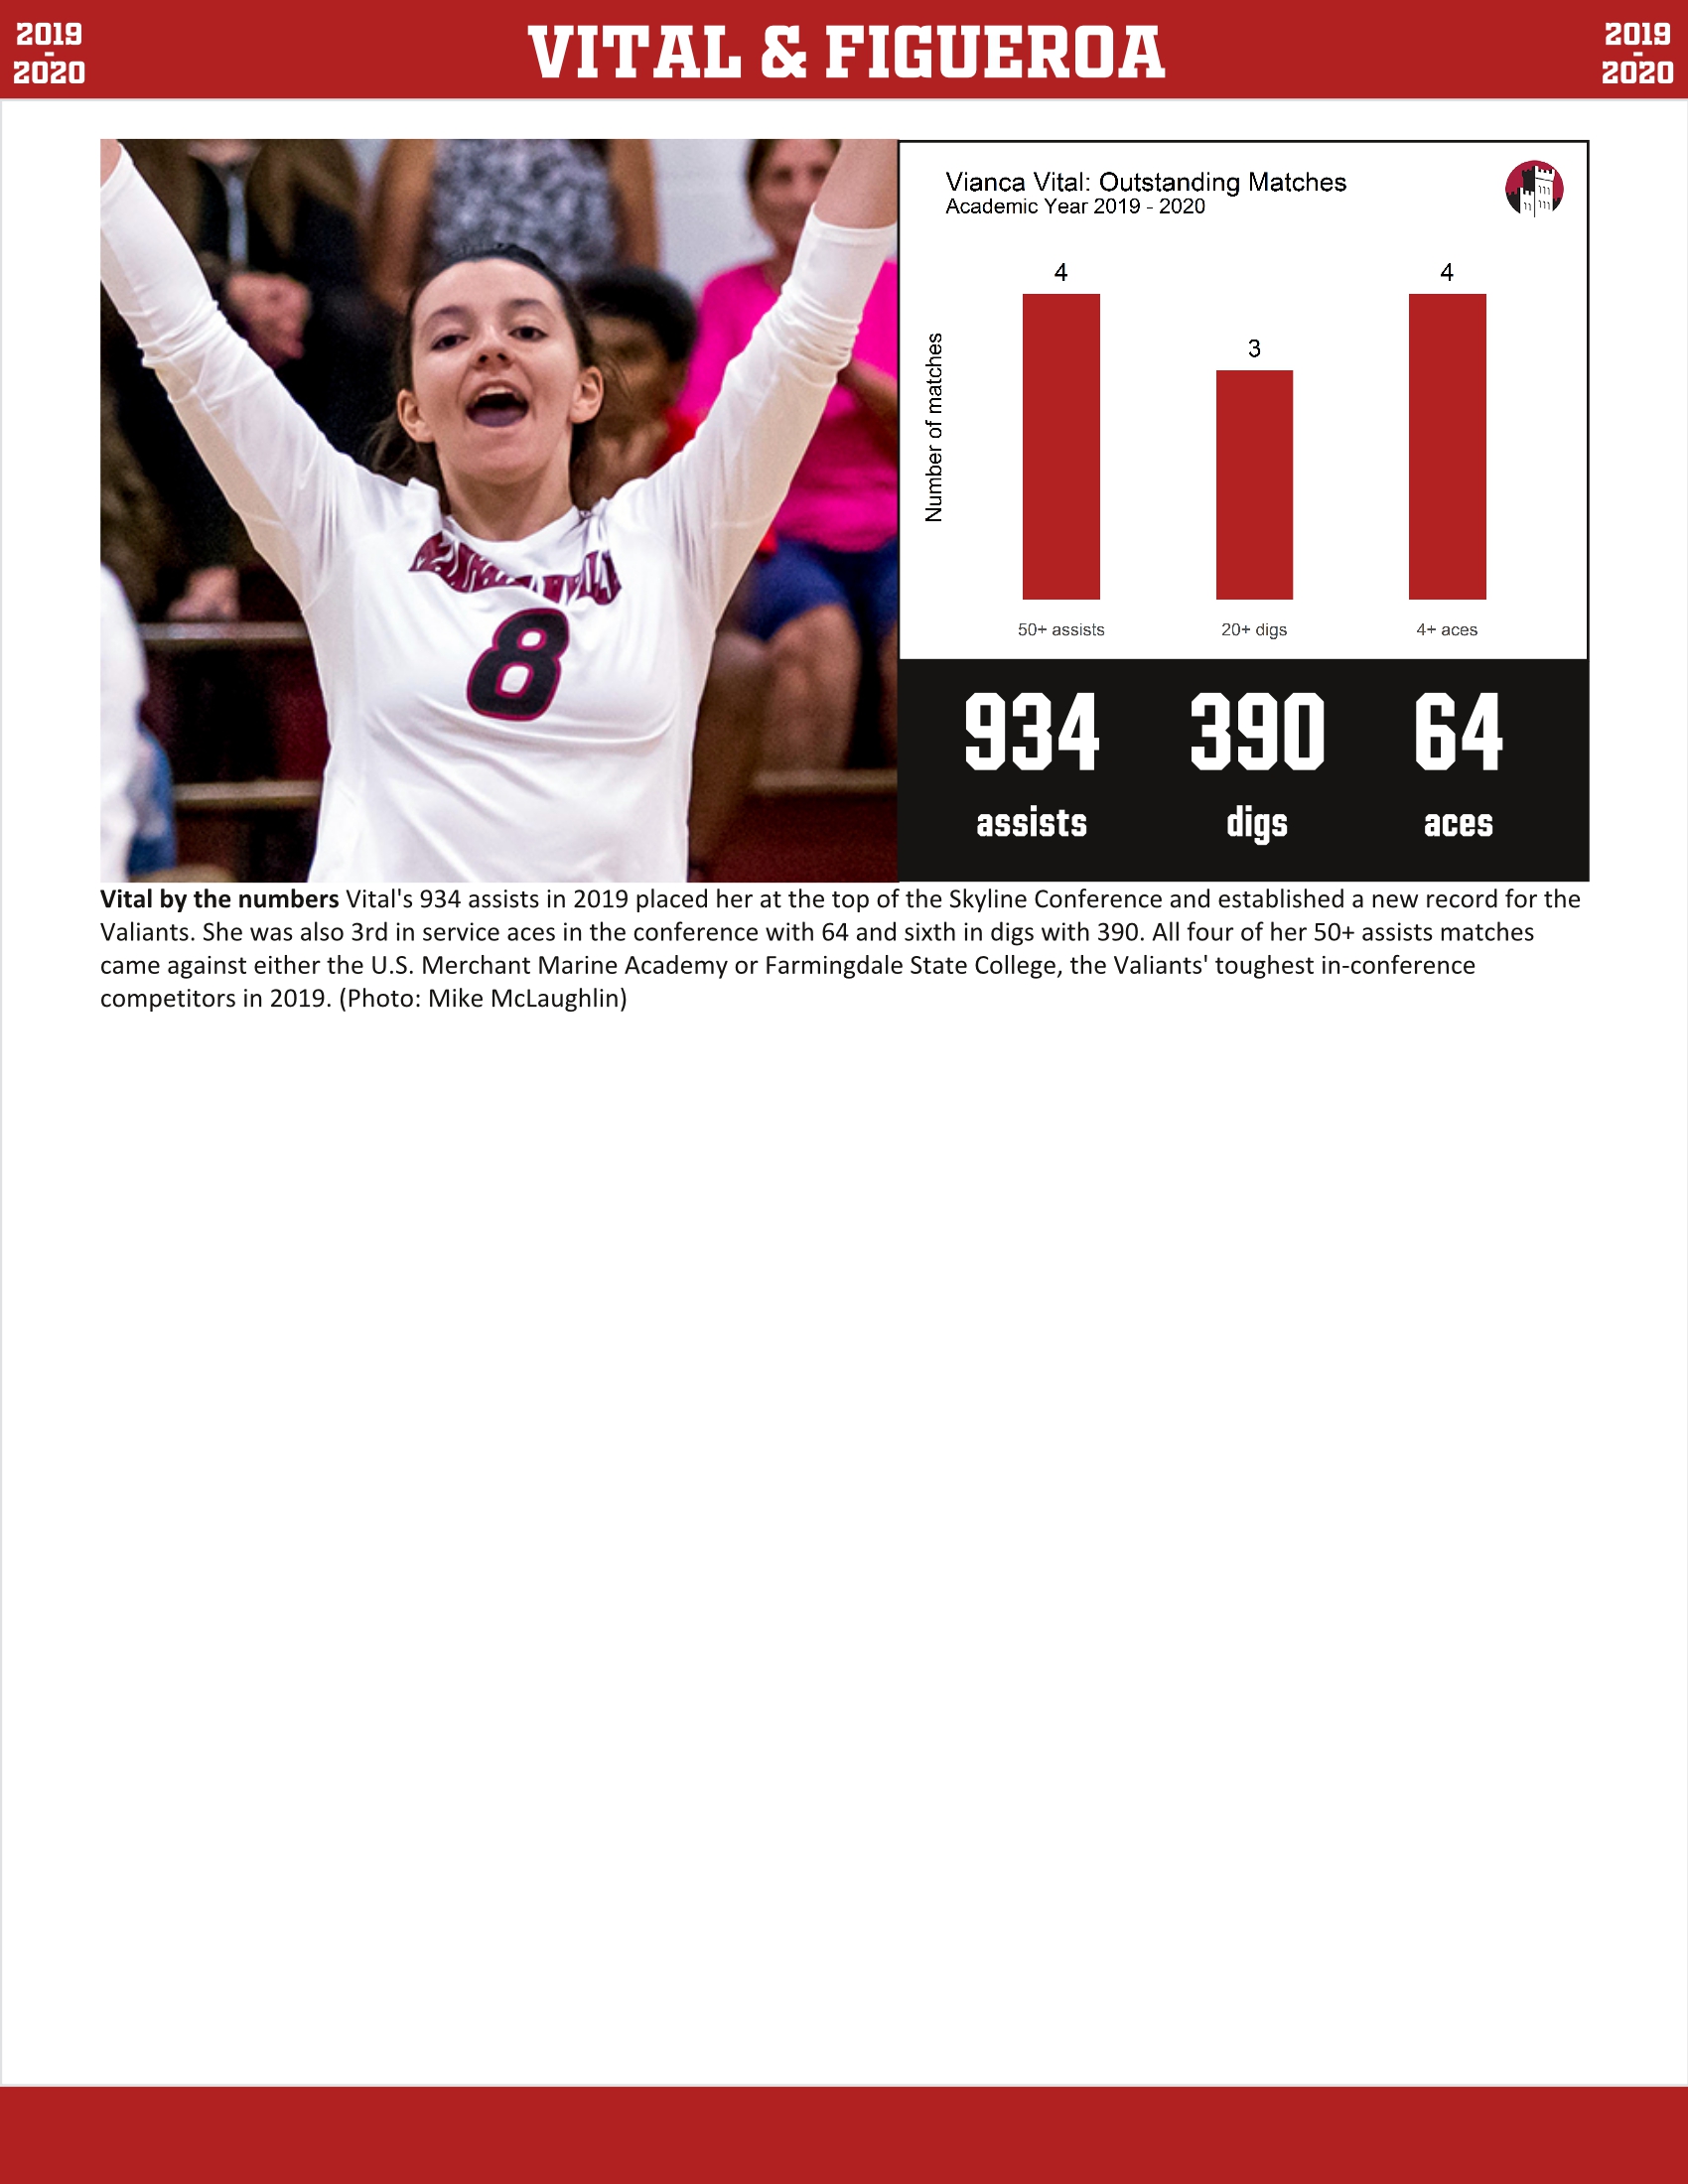 2019
-
2020
VITAL & FIGUEROA
2019
-
2020
8
Vianca Vital: Outstanding Matches
Academic Year 2019 - 2020
Number of matches
4
3
4
50+ assists
20+ digs
4+ aces
934
assists
390
digs
64
aces
Vital by the numbers Vital's 934 assists in 2019 placed her at the top of the Skyline Conference and established a new record for the
Valiants. She was also 3rd in service aces in the conference with 64 and sixth in digs with 390. All four of her 50+ assists matches
came against either the U.S. Merchant Marine Academy or Farmingdale State College, the Valiants' toughest in-conference
competitors in 2019. (Photo: Mike McLaughlin)